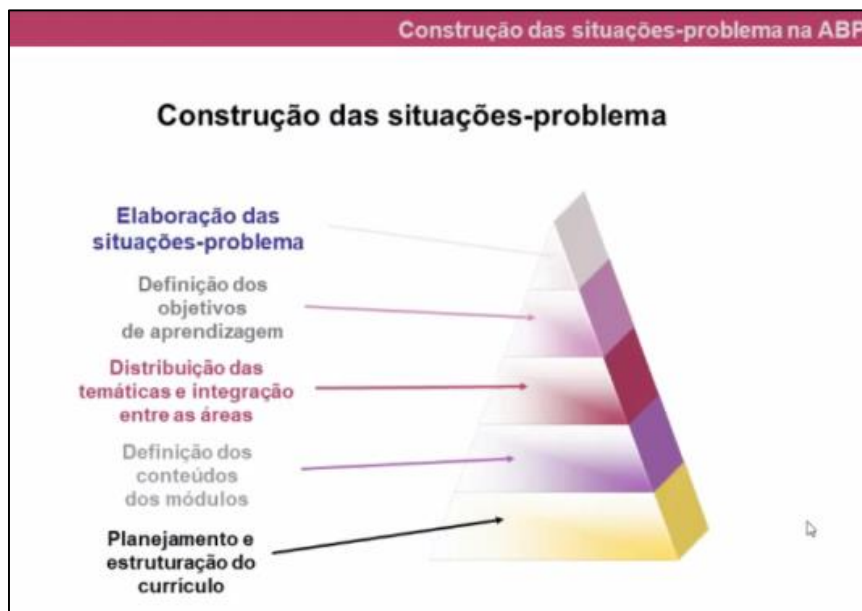 Construção das situações-problema na ABP
Construção das situações-problema
Elaboração das
situações-problema
Definição dos
objetivos
de aprendizagem
Distribuição das
temáticas e integração
entre as áreas
Definição dos
conteúdos
dos módulos
Planejamento e
estruturação do
currículo